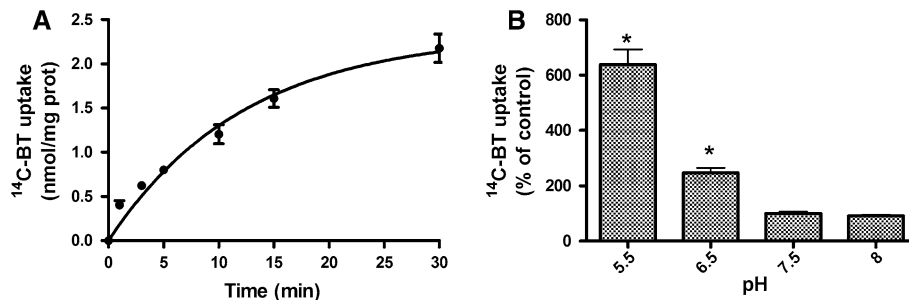 A
¹⁴C-BT uptake
(nmol/mg prot)
2.5
2.0
1.5
1.0
0.5
0.0
0 5 10 15 20 25 30
Time (min)
B
¹⁴C-BT uptake
(% of control)
800
600
400
200
0
*
*
5.5 6.5 7.5 8
pH